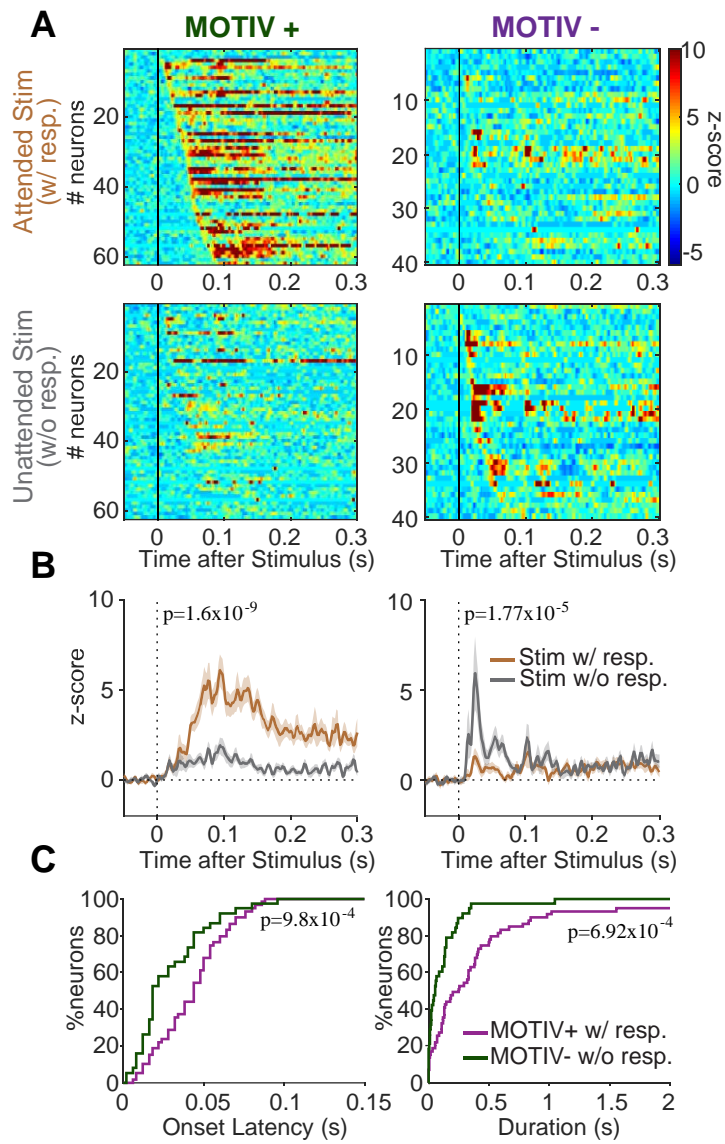 A
MOTIV +
MOTIV -
Attended Stim
(w/ resp.)
# neurons
20
40
60
0
0.1
0.2
0.3
10
20
30
40
0
0.1
0.2
0.3
10
5
0
-5
z-score
Unattended Stim
(w/o resp.)
# neurons
20
40
60
0
0.1
0.2
0.3
Time after Stimulus (s)
10
20
30
40
0
0.1
0.2
0.3
Time after Stimulus (s)
B
z-score
10
5
0
p=1.6x10-9
0
0.1
0.2
0.3
Time after Stimulus (s)
10
5
0
p=1.77x10-5
Stim w/ resp.
Stim w/o resp.
0
0.1
0.2
0.3
Time after Stimulus (s)
C
%neurons
100
80
60
40
20
0
p=9.8x10-4
0
0.05
0.10
0.15
Onset Latency (s)
%neurons
100
80
60
40
20
0
p=6.92x10-4
MOTIV+ w/ resp.
MOTIV- w/o resp.
0
0.5
1
1.5
2
Duration (s)